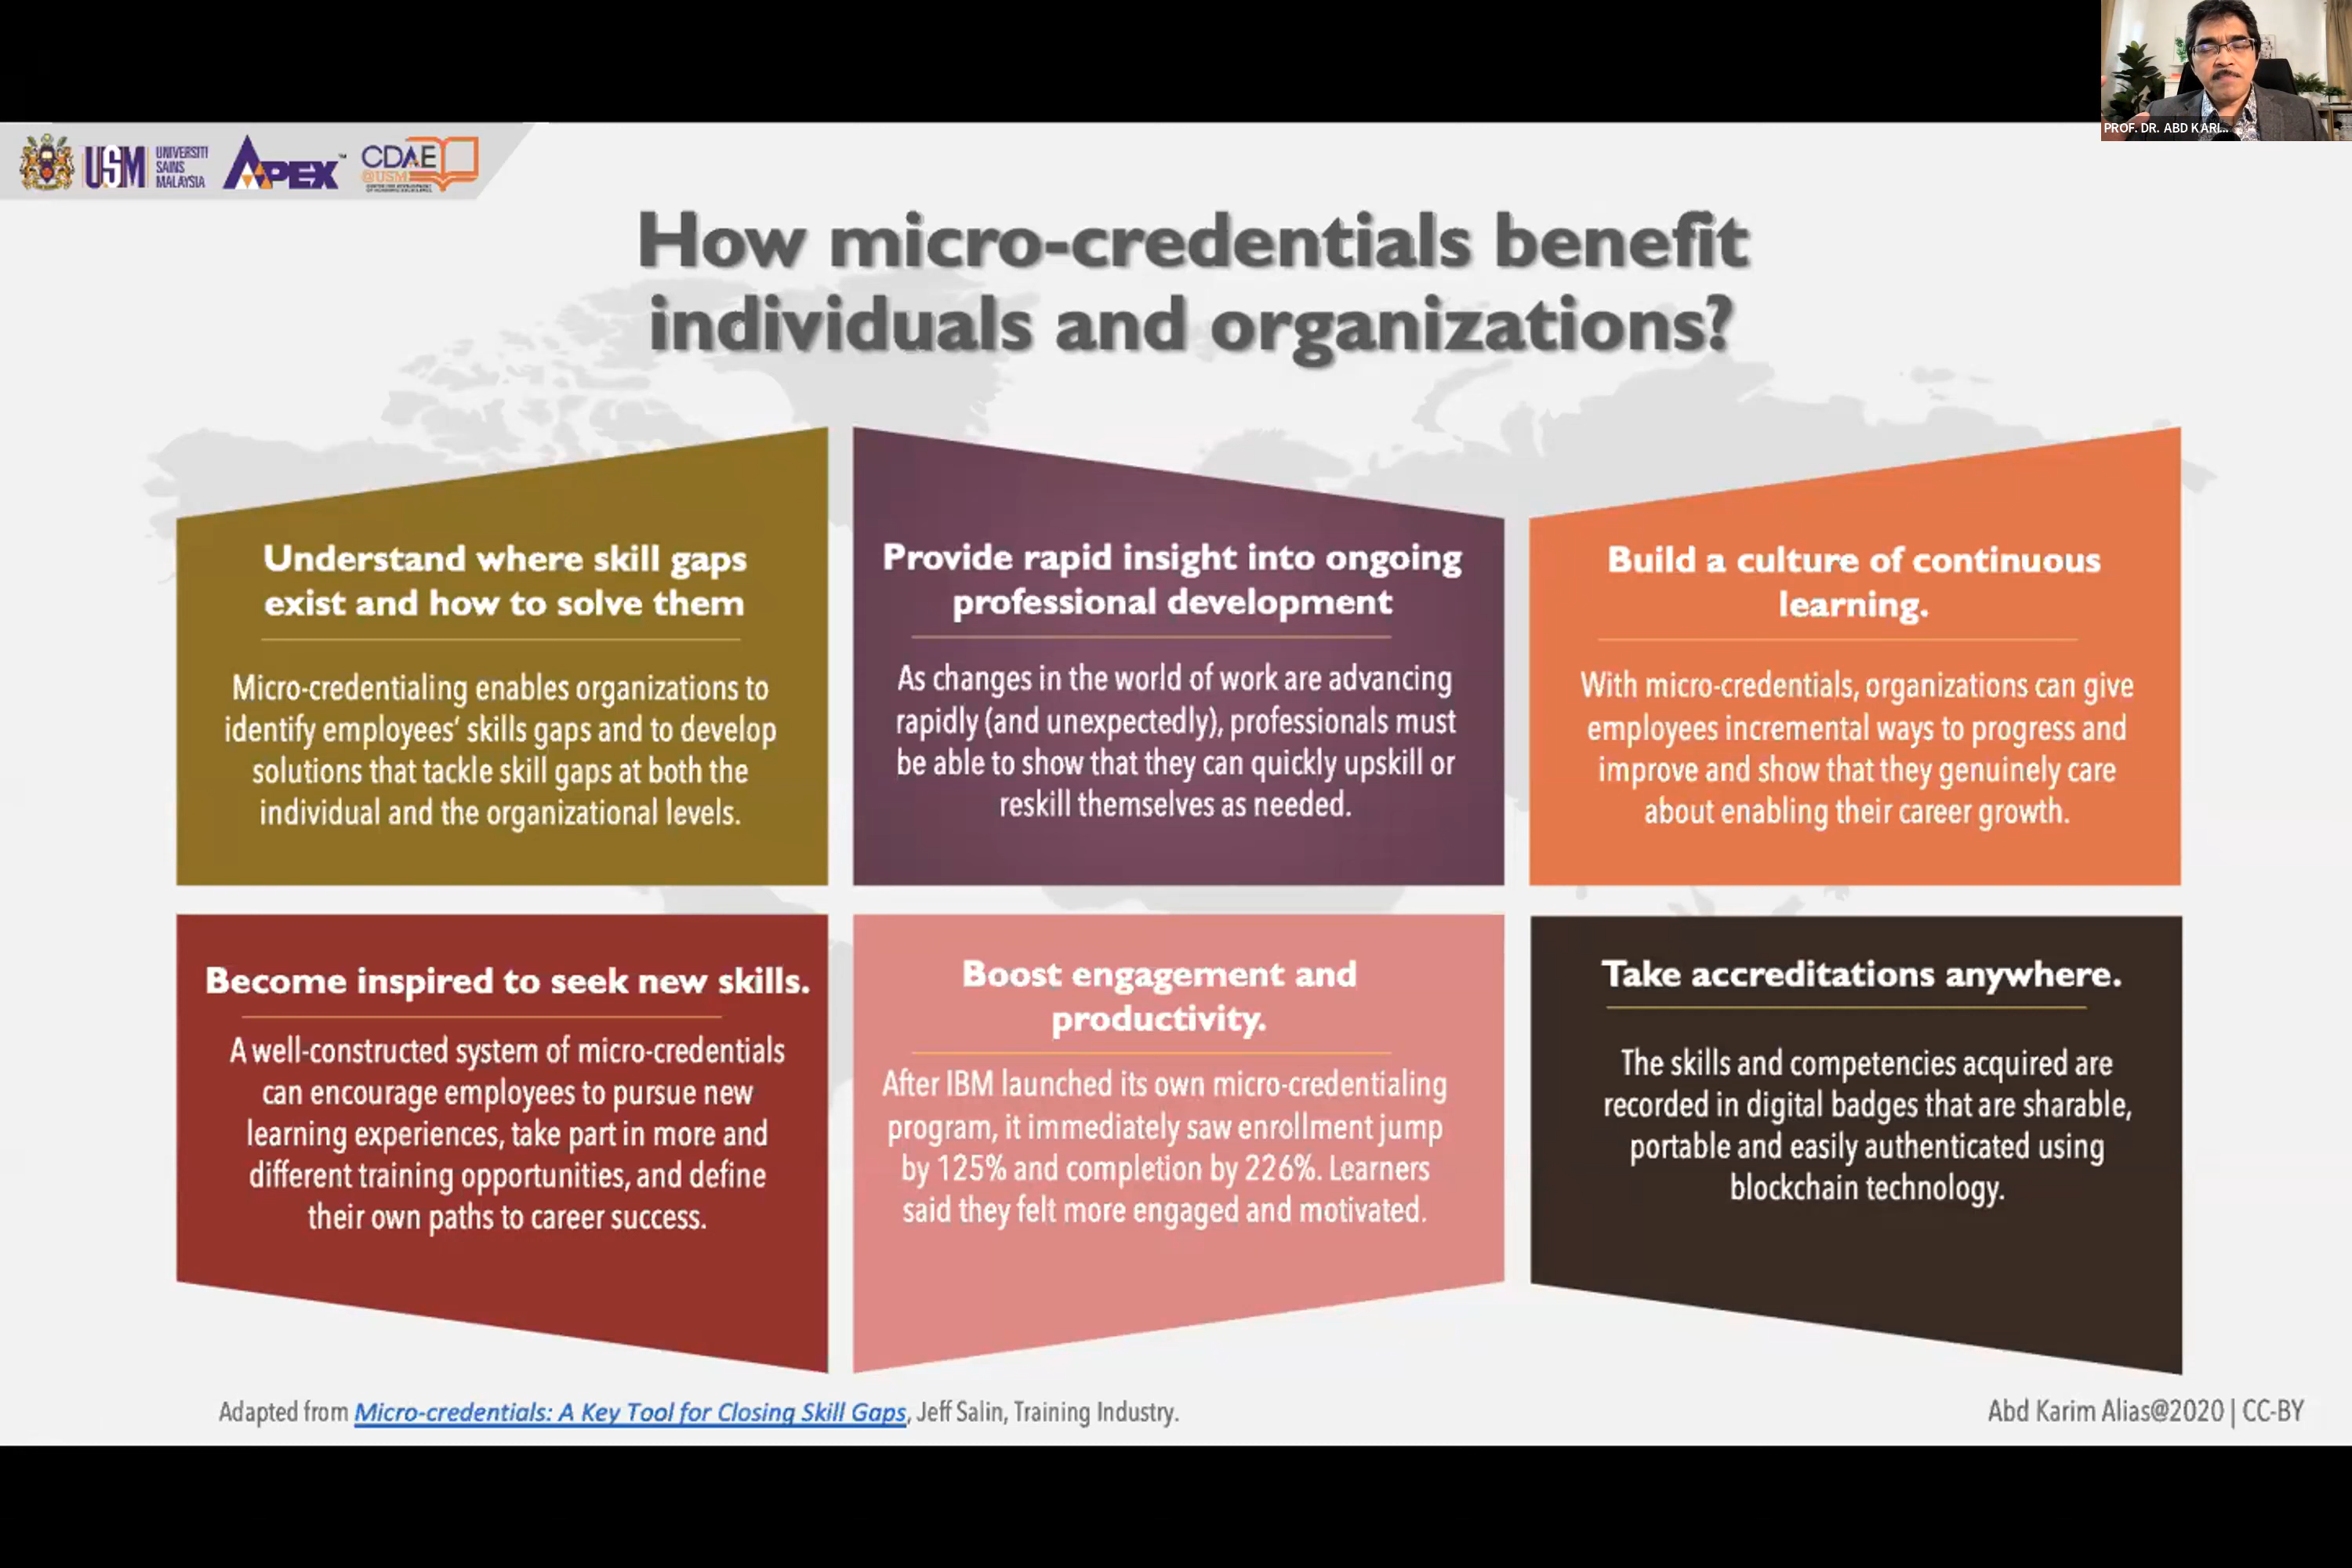 PROF. DR. ABD KARI...
USM
UNIVERSITI
SAINS
MALAYSIA
APEX™
CDAE
@USM
How micro-credentials benefit
individuals and organizations?
Understand where skill gaps
exist and how to solve them
Micro-credentialing enables organizations to
identify employees' skills gaps and to develop
solutions that tackle skill gaps at both the
individual and the organizational levels.
Provide rapid insight into ongoing
professional development
As changes in the world of work are advancing
rapidly (and unexpectedly), professionals must
be able to show that they can quickly upskill or
reskill themselves as needed.
Build a culture of continuous
learning.
With micro-credentials, organizations can give
employees incremental ways to progress and
improve and show that they genuinely care
about enabling their career growth.
Become inspired to seek new skills.
A well-constructed system of micro-credentials
can encourage employees to pursue new
learning experiences, take part in more and
different training opportunities, and define
their own paths to career success.
Boost engagement and
productivity.
After IBM launched its own micro-credentialing
program, it immediately saw enrollment jump
by 125% and completion by 226%. Learners
said they felt more engaged and motivated.
Take accreditations anywhere.
The skills and competencies acquired are
recorded in digital badges that are sharable,
portable and easily authenticated using
blockchain technology.
Adapted from Micro-credentials: A Key Tool for Closing Skill Gaps, Jeff Salin, Training Industry.
Abd Karim Alias@2020 | CC-BY